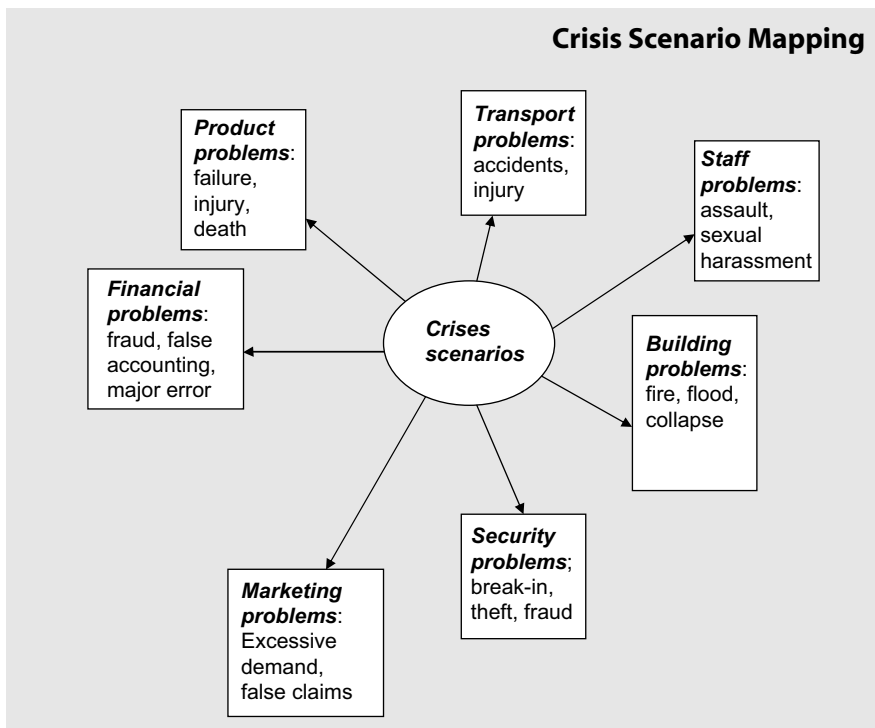 Crisis Scenario Mapping
Product
problems:
failure,
injury,
death
Transport
problems:
accidents,
injury
Staff
problems:
assault,
sexual
harassment
Financial
problems:
fraud, false
accounting,
major error
Crises
scenarios
Building
problems:
fire, flood,
collapse
Marketing
problems:
Excessive
demand,
false claims
Security
problems;
break-in,
theft, fraud